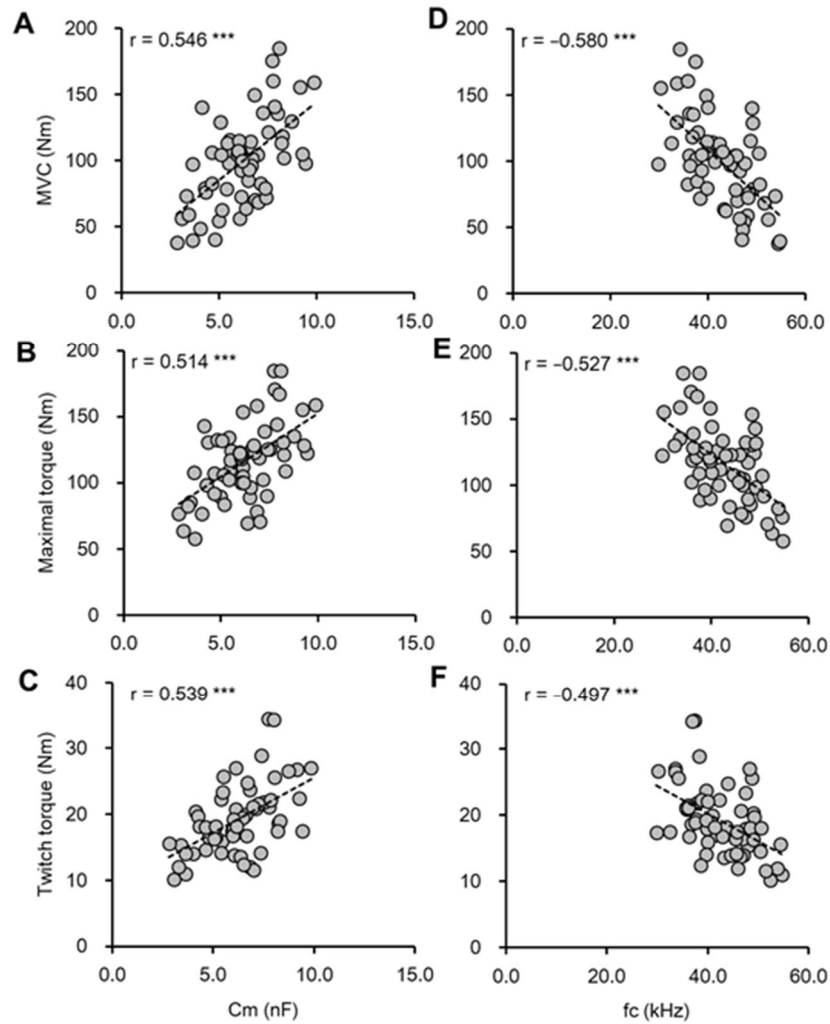 A
r = 0.546 ***
MVC (Nm)
200
150
100
50
0
0.0 5.0 10.0 15.0
D
r = –0.580 ***
200
150
100
50
0
0.0 20.0 40.0 60.0
B
r = 0.514 ***
Maximal torque (Nm)
200
150
100
50
0
0.0 5.0 10.0 15.0
E
r = –0.527 ***
200
150
100
50
0
0.0 20.0 40.0 60.0
C
r = 0.539 ***
Twitch torque (Nm)
40
30
20
10
0
0.0 5.0 10.0 15.0
Cm (nF)
F
r = –0.497 ***
40
30
20
10
0
0.0 20.0 40.0 60.0
fc (kHz)